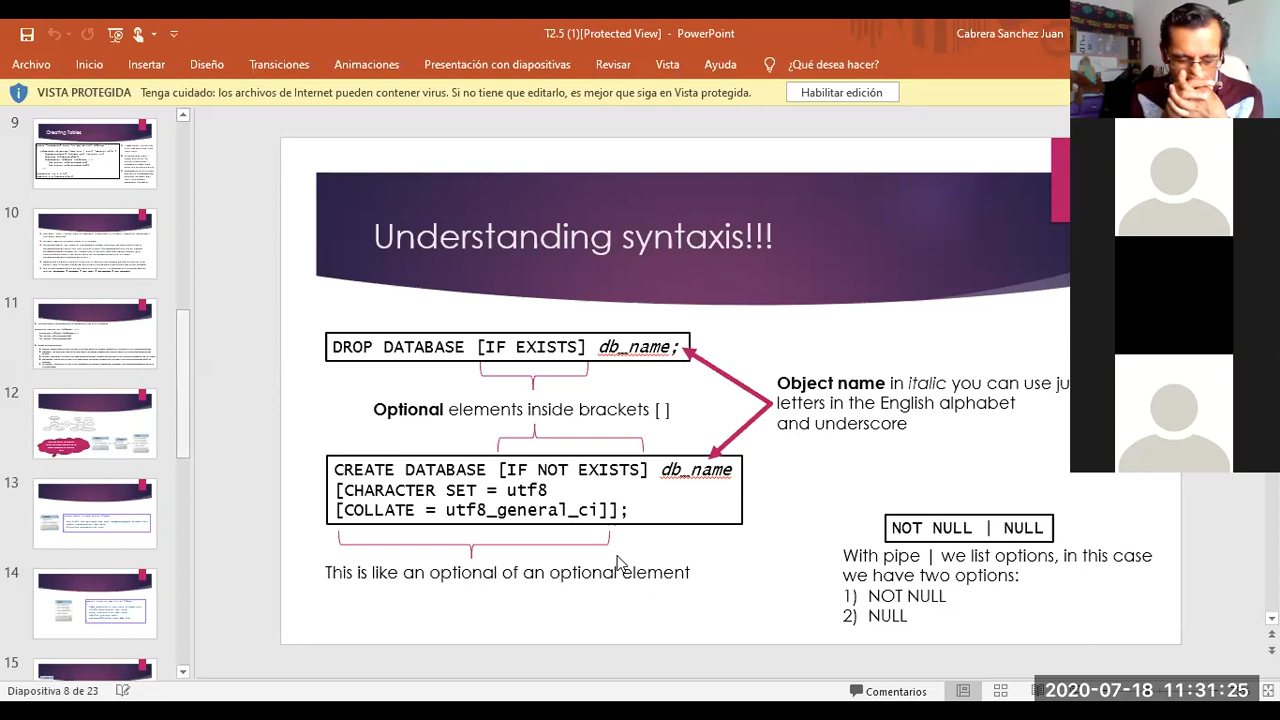 T2.5 (1)[Protected View] - PowerPoint
Cabrera Sanchez Juan
Archivo Inicio Insertar Diseño Transiciones Animaciones Presentación con diapositivas Revisar Vista Ayuda ¿Qué desea hacer?
VISTA PROTEGIDA Tenga cuidado: los archivos de Internet pueden contener virus. Si no tiene que editarlo, es mejor que siga en Vista protegida. Habilitar edición
9
Creating Tables
10
11
12
13
14
15
Understanding syntaxis!!!
DROP DATABASE [IF EXISTS] db_name;
Optional elements inside brackets [ ]
Object name in italic you can use ju
letters in the English alphabet
and underscore
CREATE DATABASE [IF NOT EXISTS] db_name
[CHARACTER SET = utf8
[COLLATE = utf8_general_ci]];
This is like an optional of an optional element
NOT NULL | NULL
With pipe | we list options, in this case
we have two options:
1) NOT NULL
2) NULL
Diapositiva 8 de 23
Comentarios
2020-07-18 11:31:25